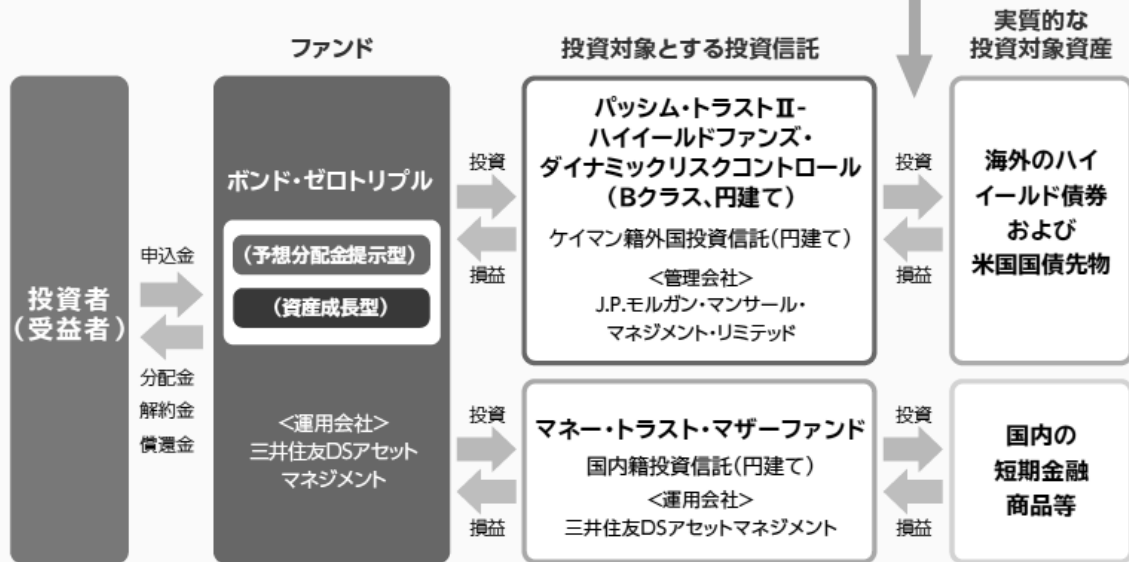 ファンド
投資対象とする投資信託
実質的な
投資対象資産
投資者
(受益者)
申込金
分配金
解約金
償還金
ボンド・ゼロトリプル
(予想分配金提示型)
(資産成長型)
<運用会社>
三井住友DSアセット
マネジメント
投資
損益
パッシム・トラストⅡ-
ハイイールドファンズ・
ダイナミックリスクコントロール
(Bクラス、円建て)
ケイマン籍外国投資信託(円建て)
<管理会社>
J.P.モルガン・マンサール・
マネジメント・リミテッド
投資
損益
海外のハイ
イールド債券
および
米国国債先物
投資
損益
マネー・トラスト・マザーファンド
国内籍投資信託(円建て)
<運用会社>
三井住友DSアセットマネジメント
投資
損益
国内の
短期金融
商品等